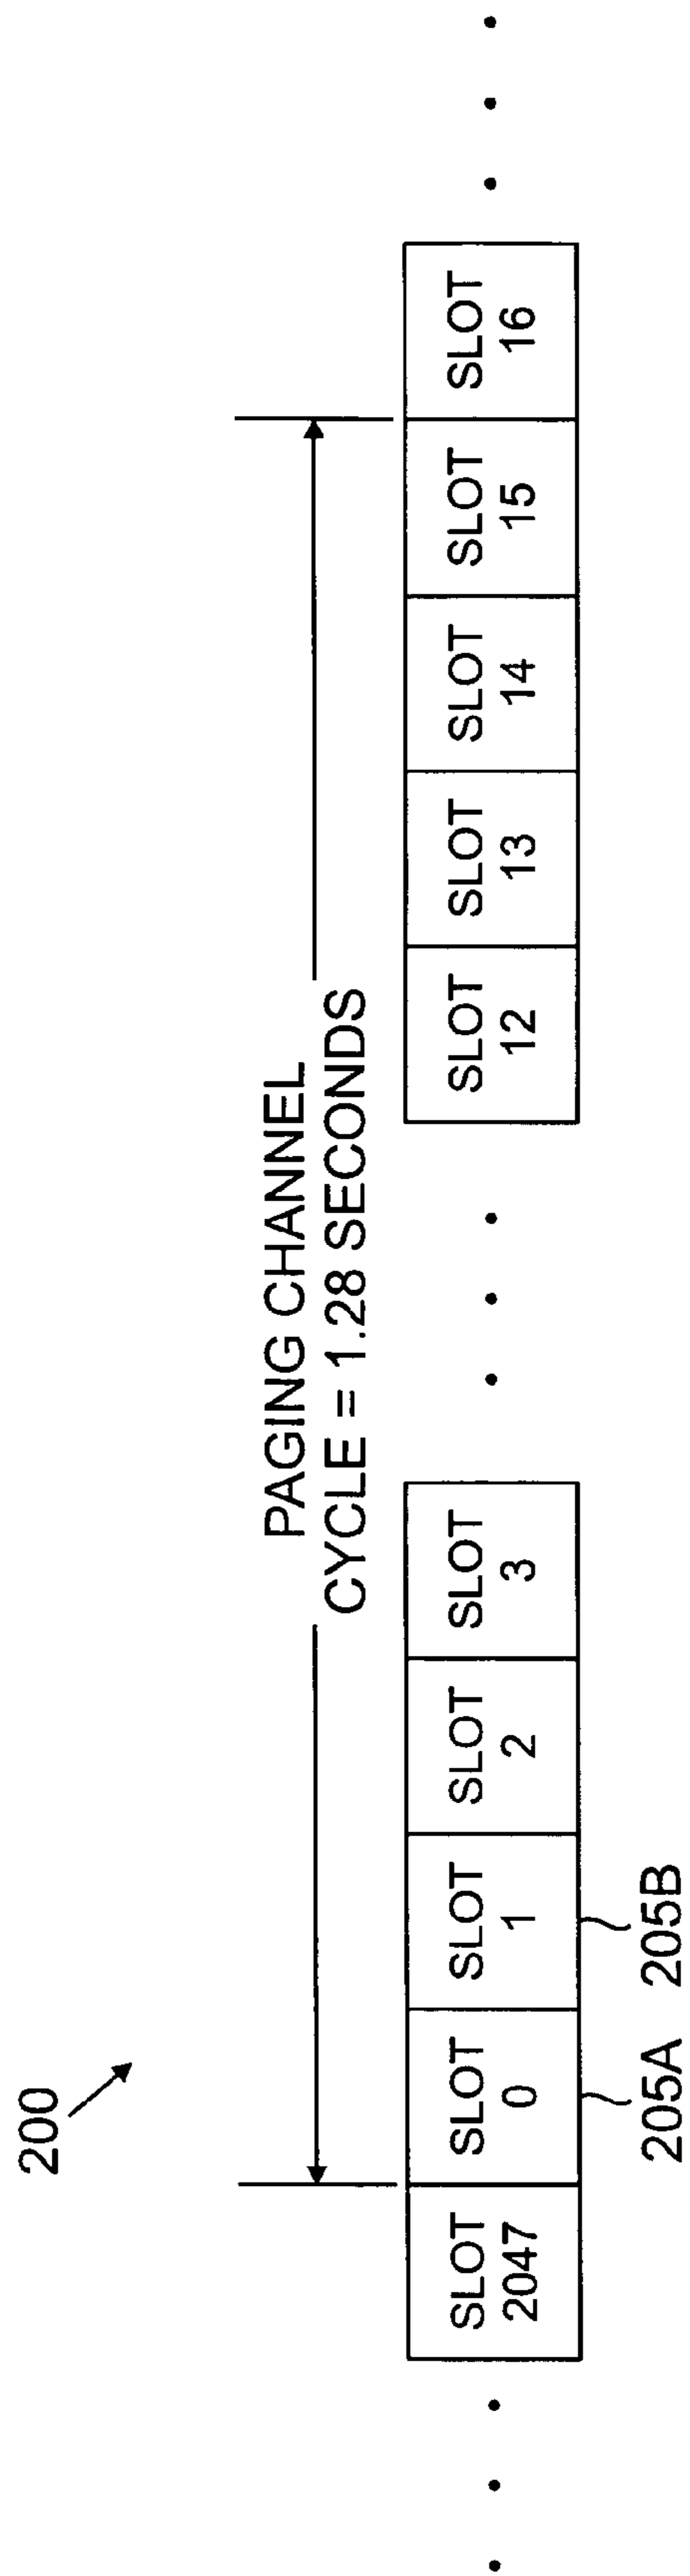 200
PAGING CHANNEL
CYCLE = 1.28 SECONDS
SLOT
2047
SLOT
0
SLOT
1
SLOT
2
SLOT
3
SLOT
12
SLOT
13
SLOT
14
SLOT
15
SLOT
16
205A
205B